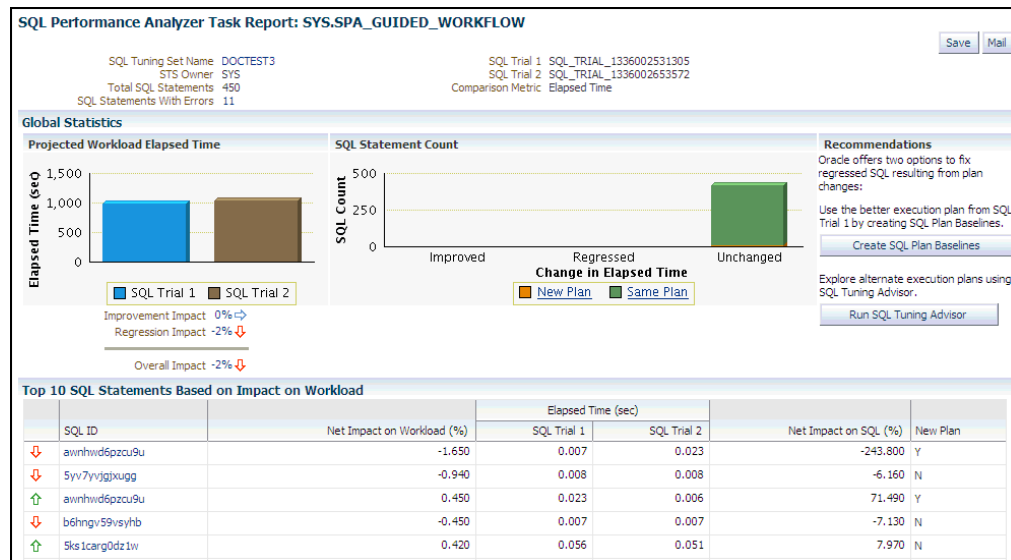 SQL Performance Analyzer Task Report: SYS.SPA_GUIDED_WORKFLOW
Save Mail
SQL Tuning Set Name DOCTEST3
STS Owner SYS
Total SQL Statements 450
SQL Statements With Errors 11
SQL Trial 1 SQL_TRIAL_1336002531305
SQL Trial 2 SQL_TRIAL_1336002653572
Comparison Metric Elapsed Time
Global Statistics
Projected Workload Elapsed Time
Elapsed Time (sec)
1,500
1,000
500
0
SQL Trial 1 SQL Trial 2
Improvement Impact 0%
Regression Impact -2%
Overall Impact -2%
SQL Statement Count
SQL Count
500
250
0
Improved Regressed Unchanged
Change in Elapsed Time
New Plan Same Plan
Recommendations
Oracle offers two options to fix
regressed SQL resulting from plan
changes:
Use the better execution plan from SQL
Trial 1 by creating SQL Plan Baselines.
Create SQL Plan Baselines
Explore alternate execution plans using
SQL Tuning Advisor.
Run SQL Tuning Advisor
Top 10 SQL Statements Based on Impact on Workload
Elapsed Time (sec)
SQL ID Net Impact on Workload (%) SQL Trial 1 SQL Trial 2 Net Impact on SQL (%) New Plan
awnhwd6pzcu9u -1.650 0.007 0.023 -243.800 Y
5yv7yvjgjxugg -0.940 0.008 0.008 -6.160 N
awnhwd6pzcu9u 0.450 0.023 0.006 71.490 Y
b6hngv59vsyhb -0.450 0.007 0.007 -7.130 N
5ks1carg0dz1w 0.420 0.056 0.051 7.970 N